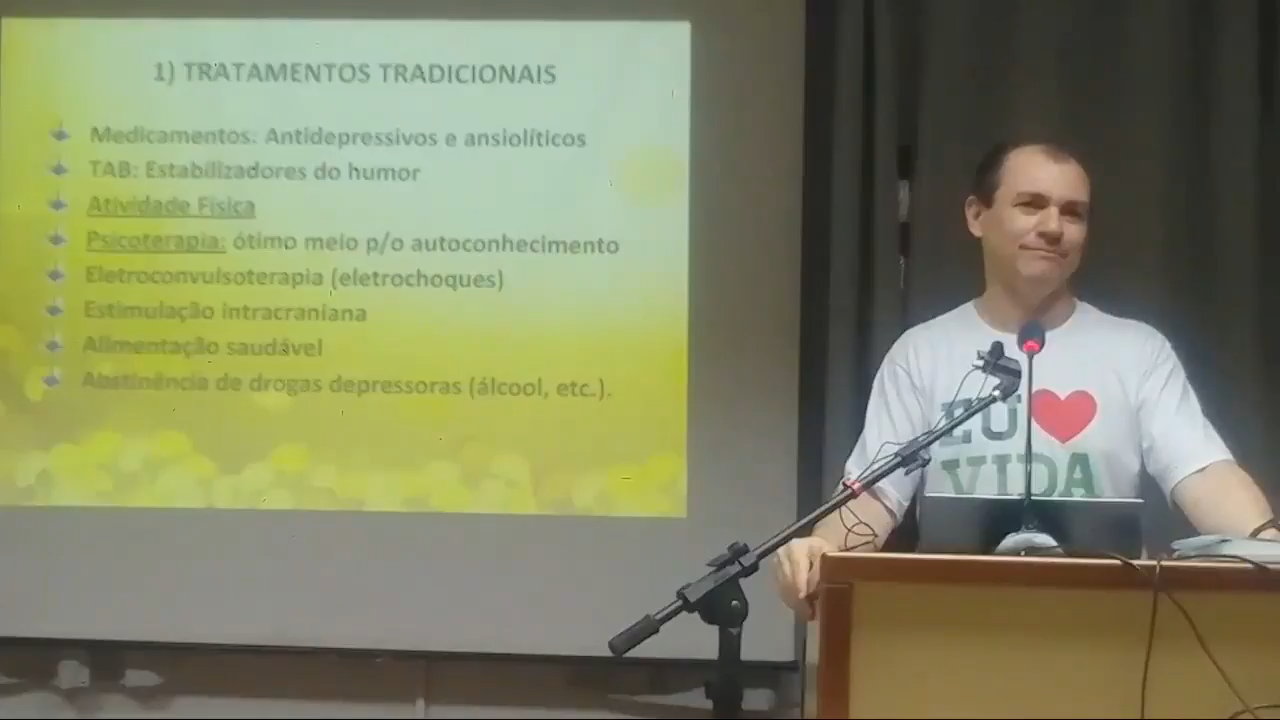 1) TRATAMENTOS TRADICIONAIS
Medicamentos: Antidepressivos e ansiolíticos
TAB: Estabilizadores do humor
Atividade Física
Psicoterapia: ótimo meio p/o autoconhecimento
Eletroconvulsoterapia (eletrochoques)
Estimulação intracraniana
Alimentação saudável
Abstinência de drogas depressoras (álcool, etc.).
EU
VIDA